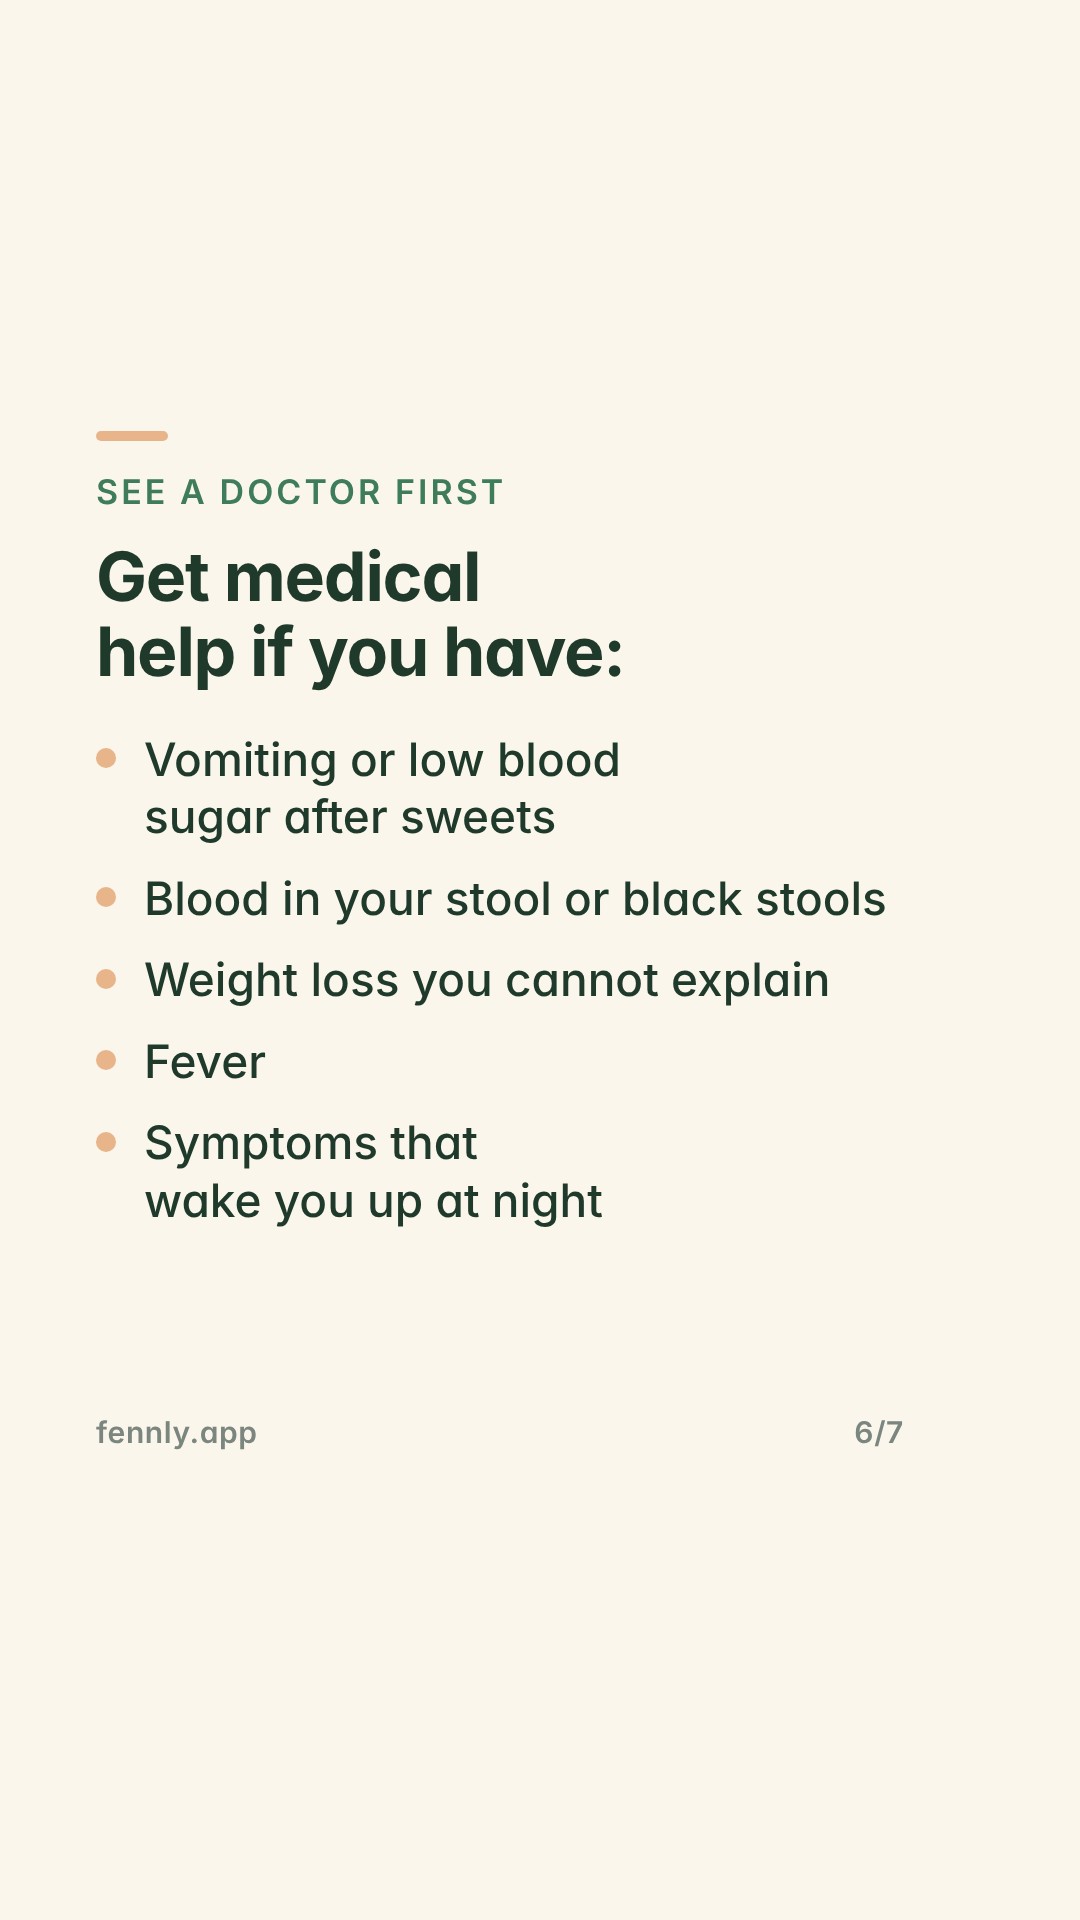 SEE A DOCTOR FIRST
Get medical
help if you have:
Vomiting or low blood
sugar after sweets
Blood in your stool or black stools
Weight loss you cannot explain
Fever
Symptoms that
wake you up at night
fennly.app
6/7